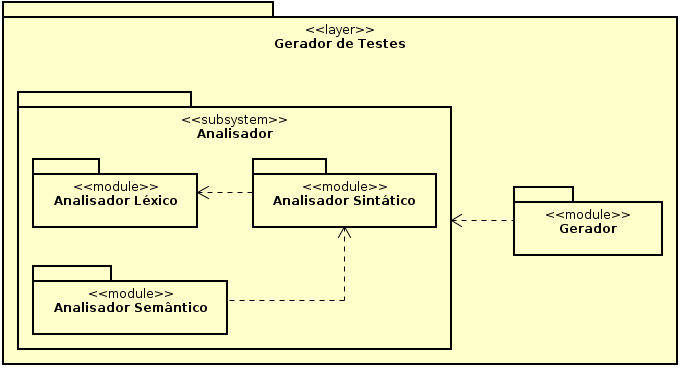 <<layer>>
Gerador de Testes
<<subsystem>>
Analisador
<<module>>
Analisador Léxico
<<module>>
Analisador Sintático
<<module>>
Gerador
<<module>>
Analisador Semântico